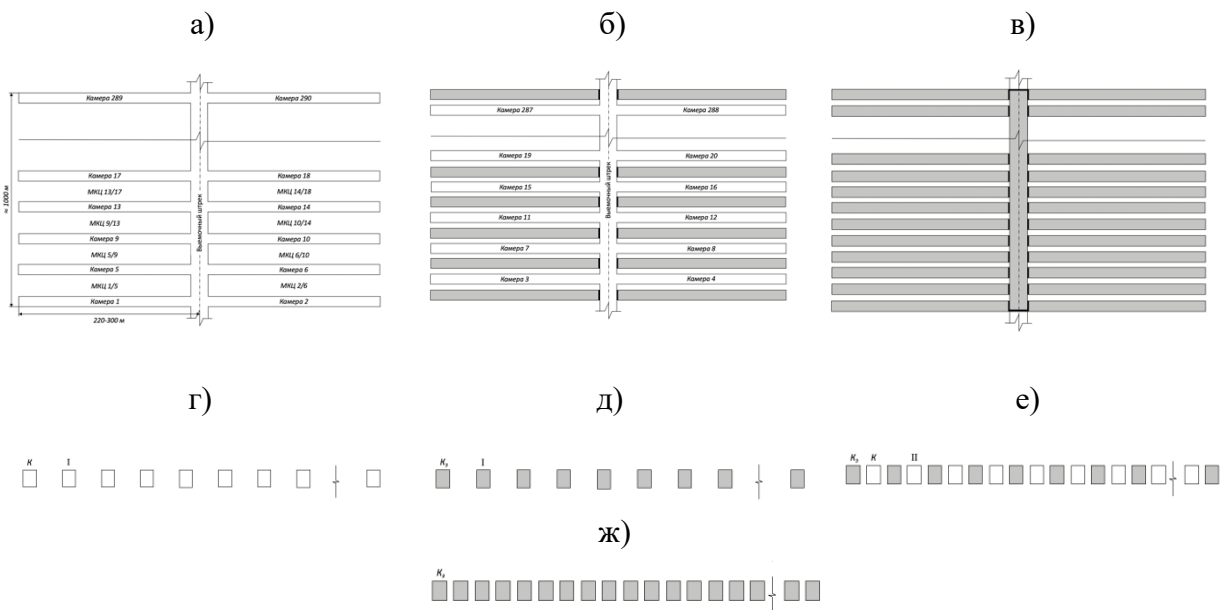 а)
б)
в)
Камера 289
Камера 290
Камера 17
Камера 18
МКЦ 13/17
МКЦ 14/18
Камера 13
Камера 14
МКЦ 9/13
МКЦ 10/14
Камера 9
Камера 10
МКЦ 5/9
МКЦ 6/10
Камера 5
Камера 6
МКЦ 1/5
МКЦ 2/6
Камера 1
Камера 2
Выемочный штрек
≈ 1000 м
220-300 м
Камера 287
Камера 288
Камера 19
Камера 20
Камера 15
Камера 16
Камера 11
Камера 12
Камера 7
Камера 8
Камера 3
Камера 4
Выемочный штрек
г)
д)
е)
К I
Кз I
Кз К II
ж)
Кз